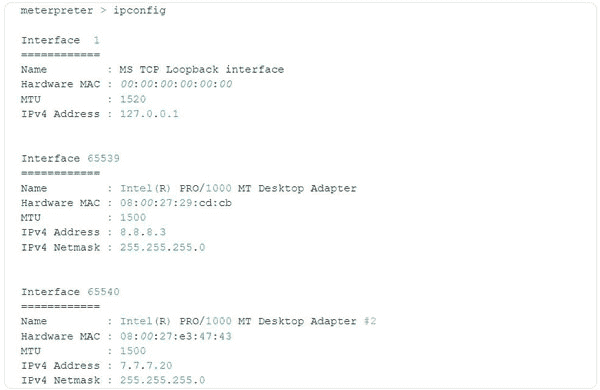 meterpreter > ipconfig
Interface  1
============
Name         : MS TCP Loopback interface
Hardware MAC : 00:00:00:00:00:00
MTU          : 1520
IPv4 Address : 127.0.0.1
Interface 65539
============
Name         : Intel(R) PRO/1000 MT Desktop Adapter
Hardware MAC : 08:00:27:29:cd:cb
MTU          : 1500
IPv4 Address : 8.8.8.3
IPv4 Netmask : 255.255.255.0
Interface 65540
============
Name         : Intel(R) PRO/1000 MT Desktop Adapter #2
Hardware MAC : 08:00:27:e3:47:43
MTU          : 1500
IPv4 Address : 7.7.7.20
IPv4 Netmask : 255.255.255.0